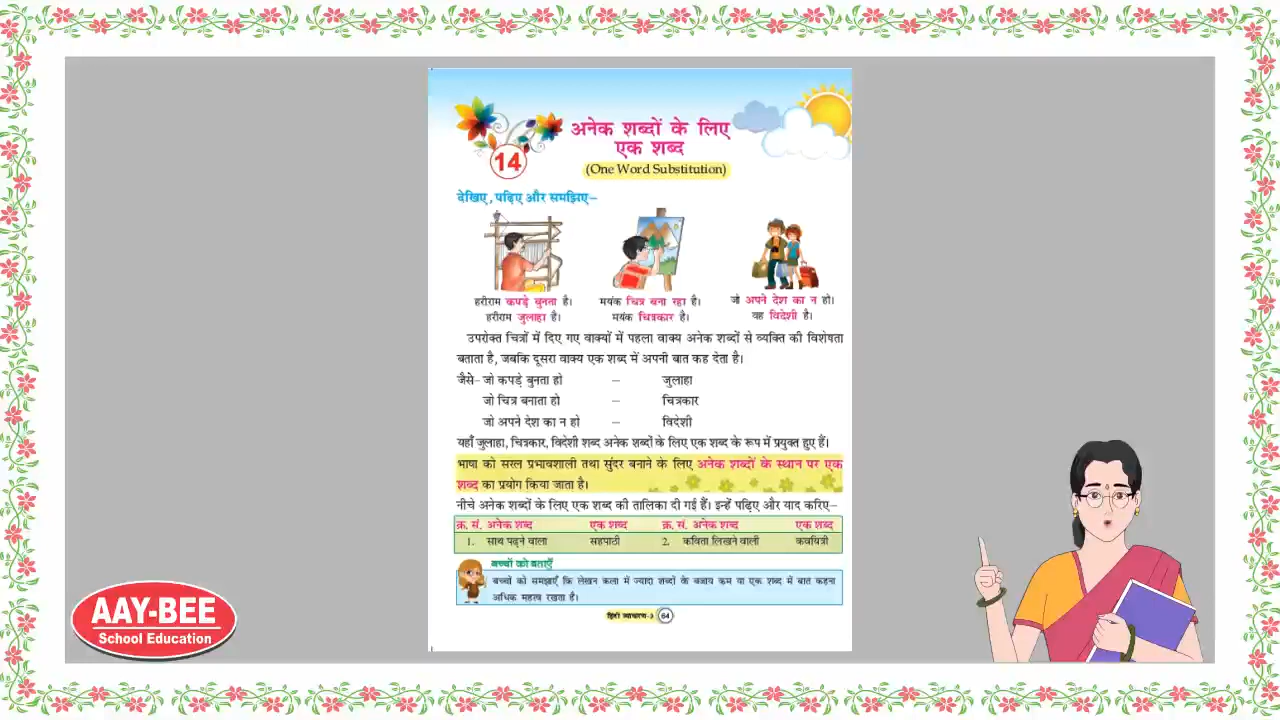 अनेक शब्दों के लिए
एक शब्द
14
(One Word Substitution)
देखिए, पढ़िए और समझिए–
हरीराम कपड़े बुनता है।
हरीराम जुलाहा है।
मयंक चित्र बना रहा है।
मयंक चित्रकार है।
जो अपने देश का न हो।
वह विदेशी है।
उपरोक्त चित्रों में दिए गए वाक्यों में पहला वाक्य अनेक शब्दों से व्यक्ति की विशेषता
बताता है, जबकि दूसरा वाक्य एक शब्द में अपनी बात कह देता है।
जैसे– जो कपड़े बुनता हो – जुलाहा
जो चित्र बनाता हो – चित्रकार
जो अपने देश का न हो – विदेशी
यहाँ जुलाहा, चित्रकार, विदेशी शब्द अनेक शब्दों के लिए एक शब्द के रूप में प्रयुक्त हुए हैं।
भाषा को सरल प्रभावशाली तथा सुंदर बनाने के लिए अनेक शब्दों के स्थान पर एक
शब्द का प्रयोग किया जाता है।
नीचे अनेक शब्दों के लिए एक शब्द की तालिका दी गई हैं। इन्हें पढ़िए और याद करिए–
क्र. सं. अनेक शब्द एक शब्द क्र. सं. अनेक शब्द एक शब्द
1. साथ पढ़ने वाला सहपाठी 2. कविता लिखने वाली कवयित्री
बच्चों को बताएँ
बच्चों को समझाएँ कि लेखन कला में ज्यादा शब्दों के बजाय कम या एक शब्द में बात कहना
अधिक महत्व रखता है।
हिंदी व्याकरण-3 64
AAY-BEE
School Education